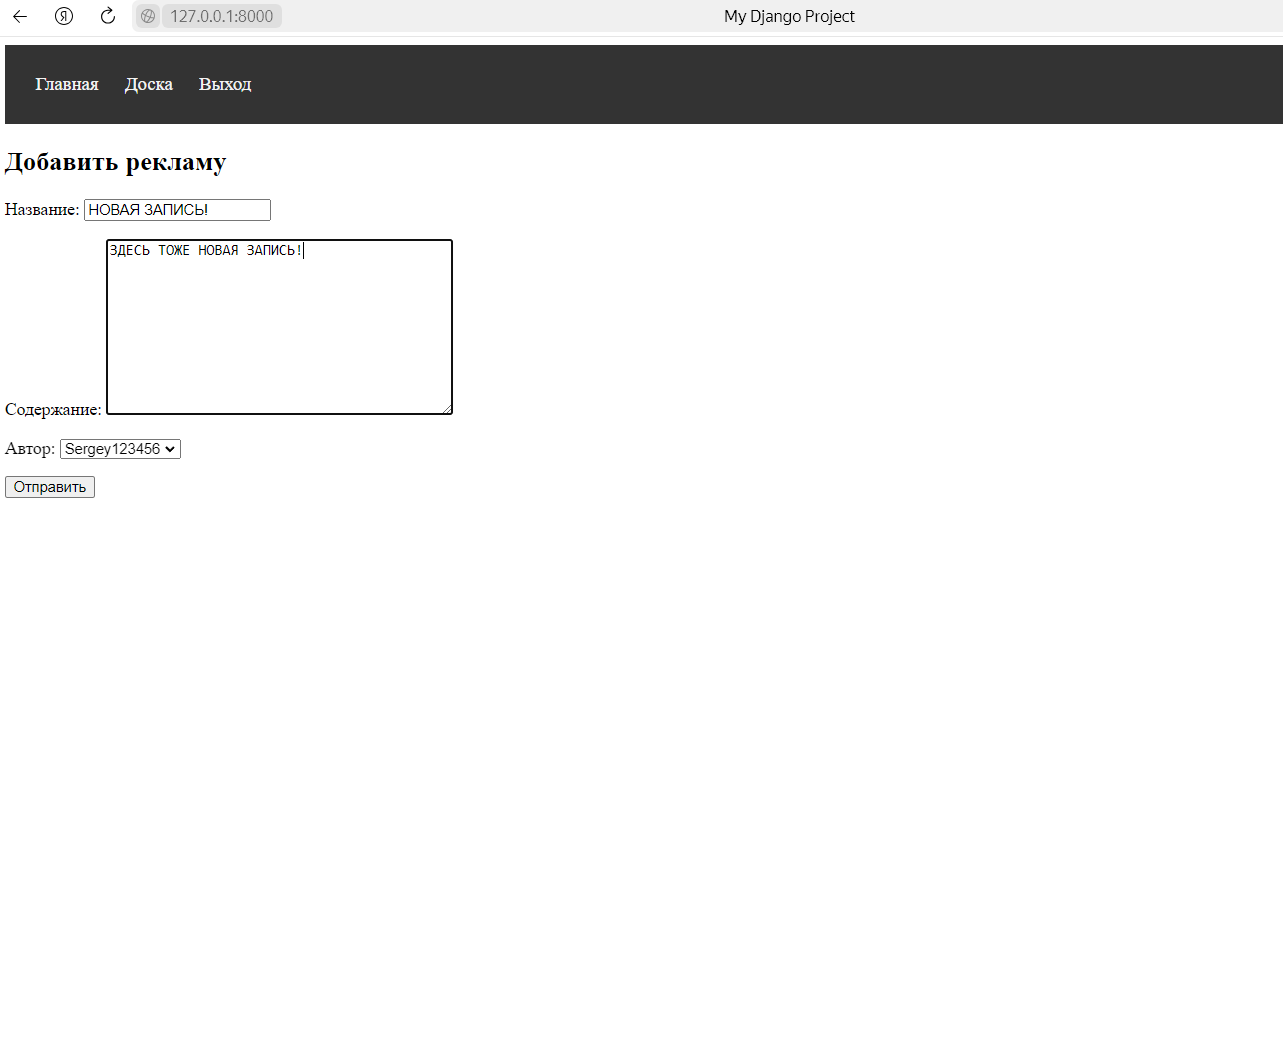 Я 127.0.0.1:8000 My Django Project
Главная Доска Выход
Добавить рекламу
Название: НОВАЯ ЗАПИСЬ!
ЗДЕСЬ ТОЖЕ НОВАЯ ЗАПИСЬ!
Содержание:
Автор: Sergey123456
Отправить